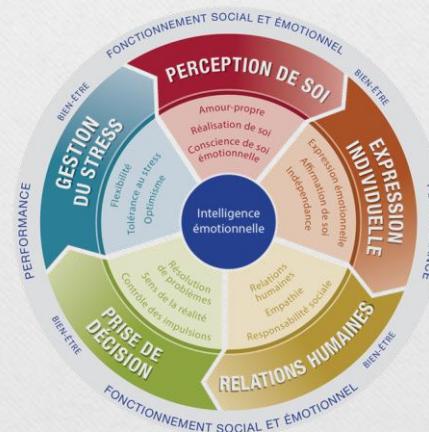 FONCTIONNEMENT SOCIAL ET ÉMOTIONNEL
BIEN-ÊTRE
BIEN-ÊTRE
PERCEPTION DE SOI
Amour-propre
Réalisation de soi
Conscience de soi
émotionnelle
EXPRESSION
INDIVIDUELLE
Expression émotionnelle
Affirmation de soi
Indépendance
GESTION
DU STRESS
Flexibilité
Tolérance au stress
Optimisme
Intelligence
émotionnelle
PERFORMANCE
PRISE DE
DÉCISION
Résolution
de problèmes
Sens de la réalité
Contrôle des impulsions
RELATIONS HUMAINES
Relations
humaines
Empathie
Responsabilité sociale
BIEN-ÊTRE
BIEN-ÊTRE
FONCTIONNEMENT SOCIAL ET ÉMOTIONNEL